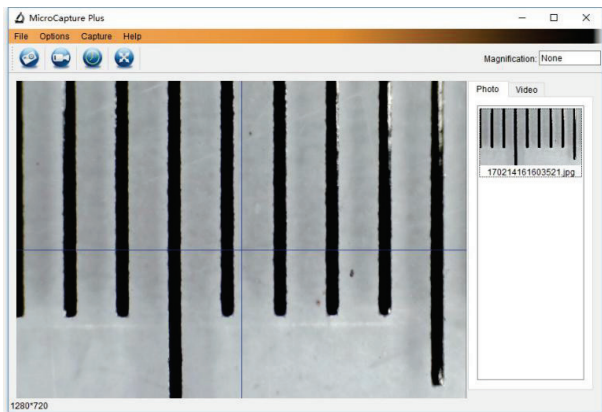 MicroCapture Plus
File Options Capture Help
Magnification: None
Photo Video
170214161603521.jpg
1280*720